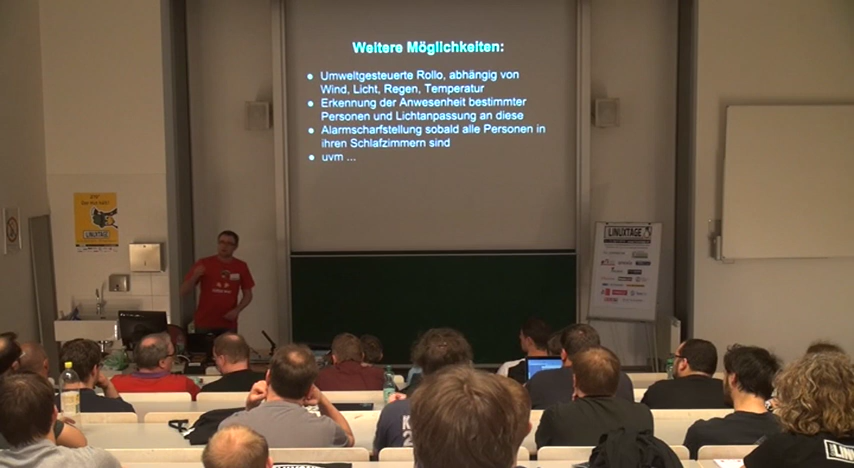 Weitere Möglichkeiten:
● Umweltgesteuerte Rollo, abhängig von
Wind, Licht, Regen, Temperatur
● Erkennung der Anwesenheit bestimmter
Personen und Lichtanpassung an diese
● Alarmscharfstellung sobald alle Personen in
ihren Schlafzimmern sind
● uvm ...
LINUXTAGE
LINUXTAGE